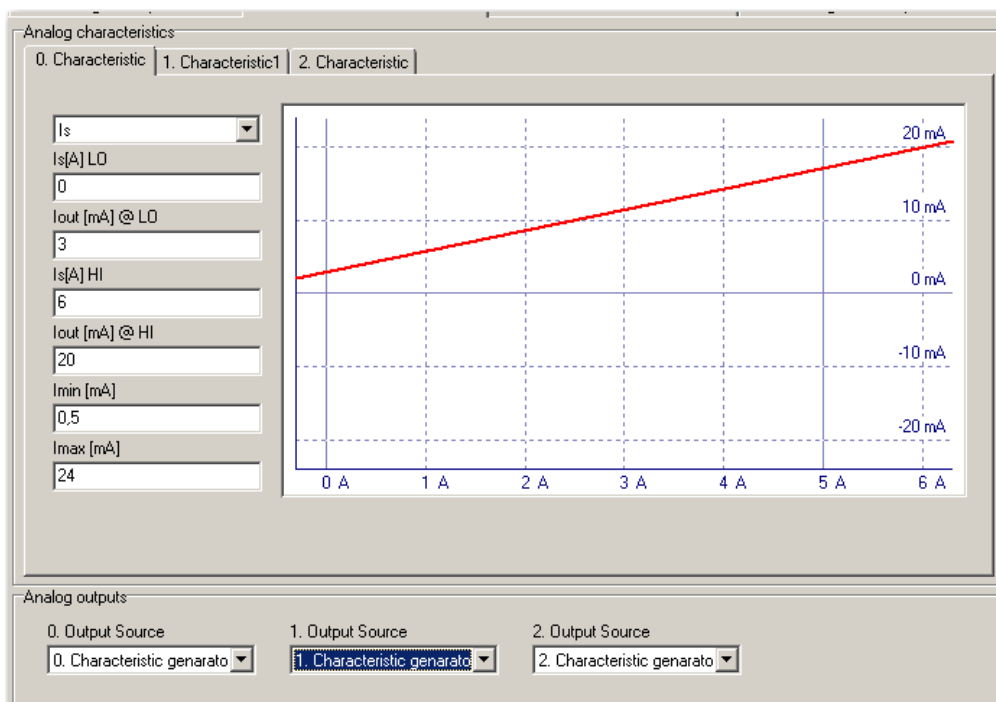 Analog characteristics
0. Characteristic
1. Characteristic1
2. Characteristic
Is
Is[A] LO
0
Iout [mA] @ LO
3
Is[A] HI
6
Iout [mA] @ HI
20
Imin [mA]
0,5
Imax [mA]
24
20 mA
10 mA
0 mA
-10 mA
-20 mA
0 A 1 A 2 A 3 A 4 A 5 A 6 A
Analog outputs
0. Output Source 1. Output Source 2. Output Source
0. Characteristic genarato 1. Characteristic genarato 2. Characteristic genarato